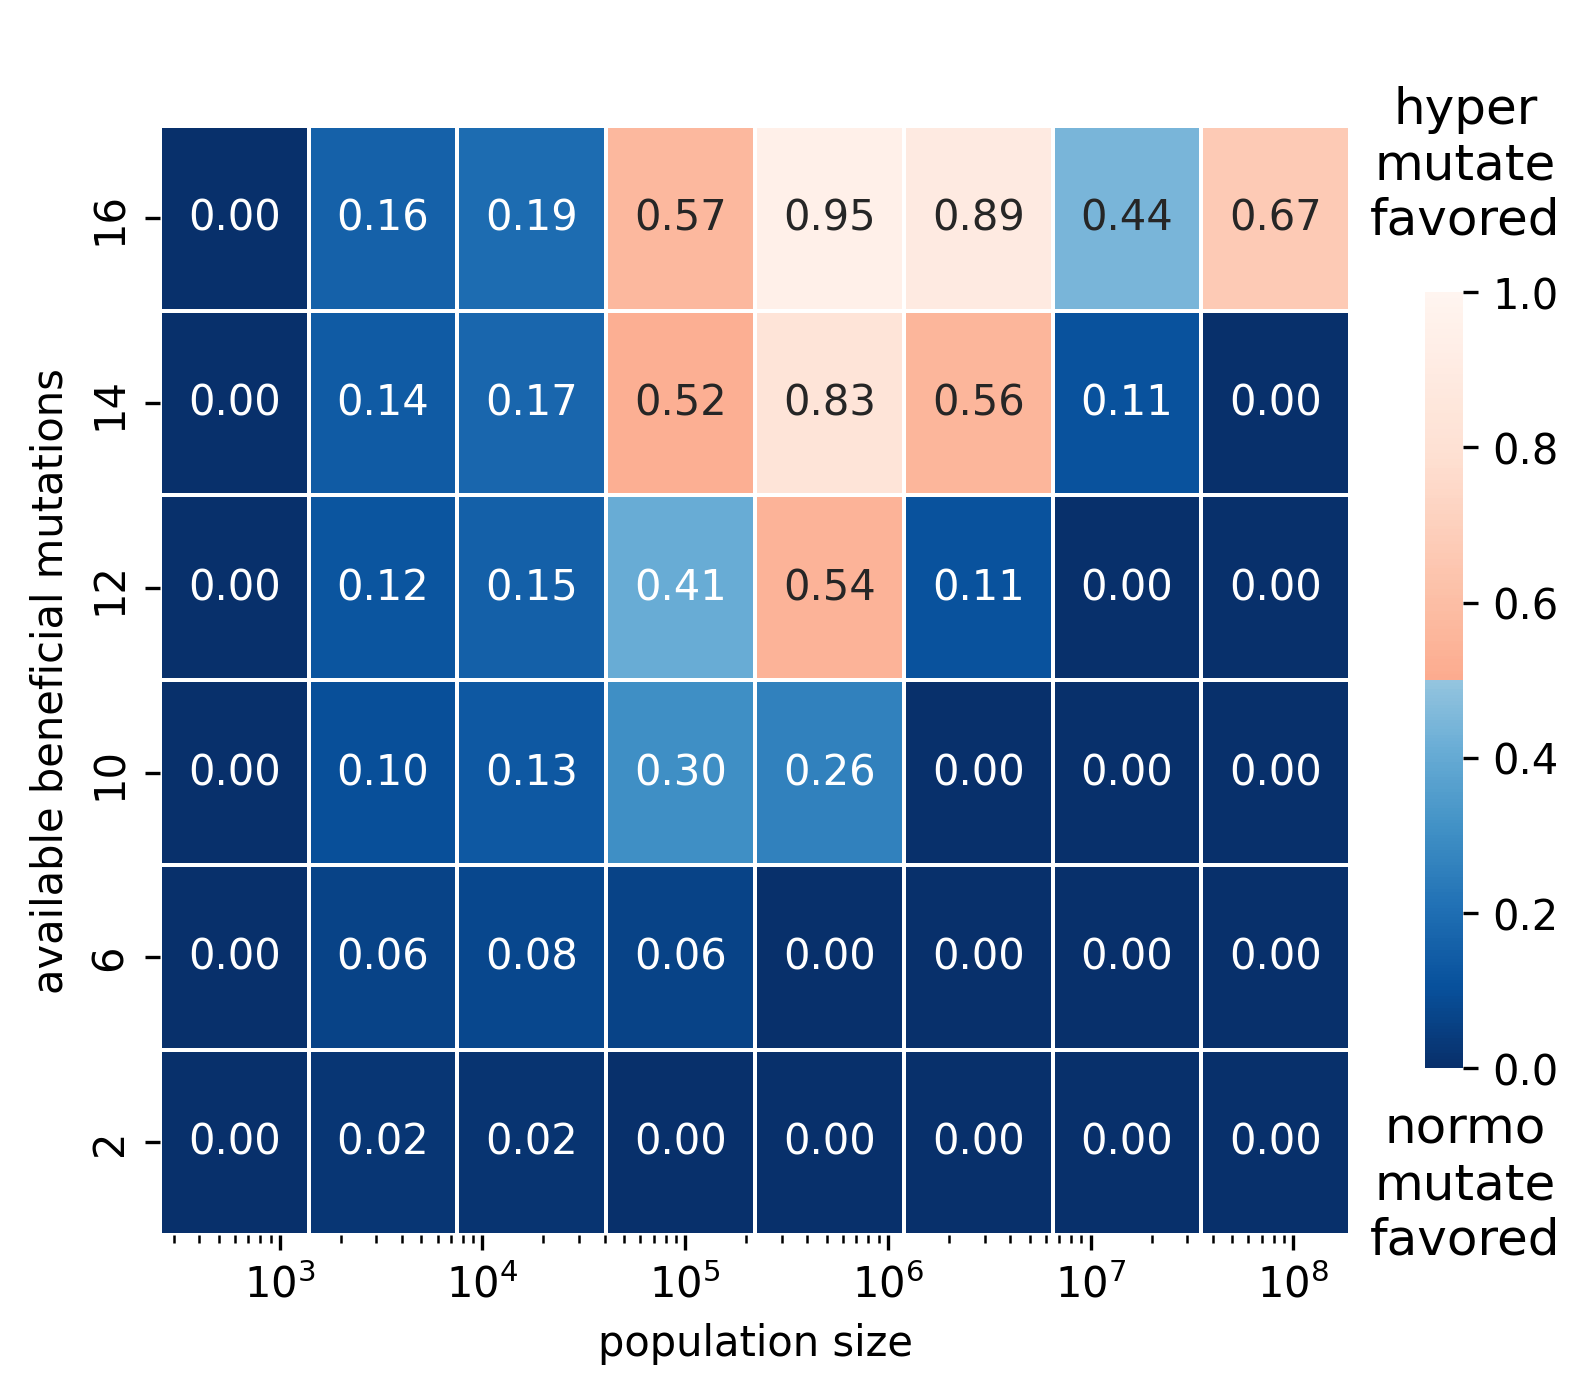 hyper
mutate
favored
16
0.00 0.16 0.19 0.57 0.95 0.89 0.44 0.67
1.0
14
0.00 0.14 0.17 0.52 0.83 0.56 0.11 0.00
0.8
12
0.00 0.12 0.15 0.41 0.54 0.11 0.00 0.00
0.6
available beneficial mutations
10
0.00 0.10 0.13 0.30 0.26 0.00 0.00 0.00
0.4
6
0.00 0.06 0.08 0.06 0.00 0.00 0.00 0.00
0.2
0.0
2
0.00 0.02 0.02 0.00 0.00 0.00 0.00 0.00
normo
mutate
favored
10³ 10⁴ 10⁵ 10⁶ 10⁷ 10⁸
population size